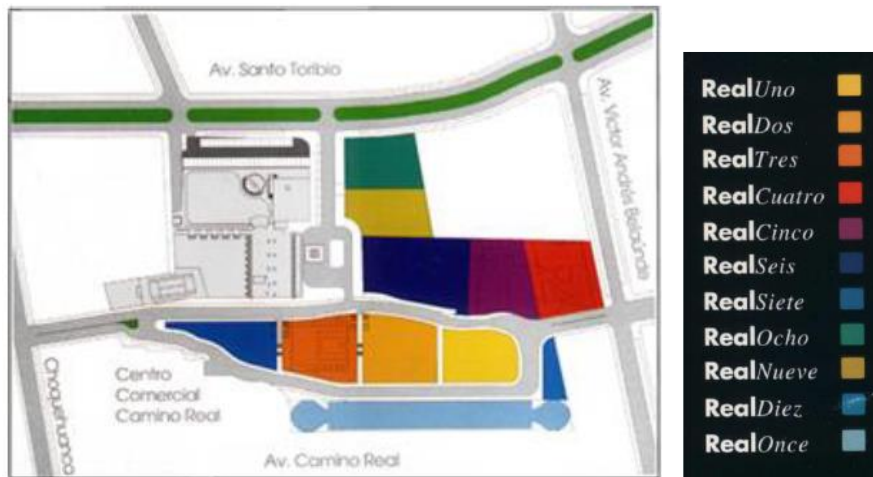 Av. Santo Toribio
Av. Víctor Andrés Belaúnde
Choquehuanca
Centro
Comercial
Camino Real
Av. Camino Real
RealUno
RealDos
RealTres
RealCuatro
RealCinco
RealSeis
RealSiete
RealOcho
RealNueve
RealDiez
RealOnce